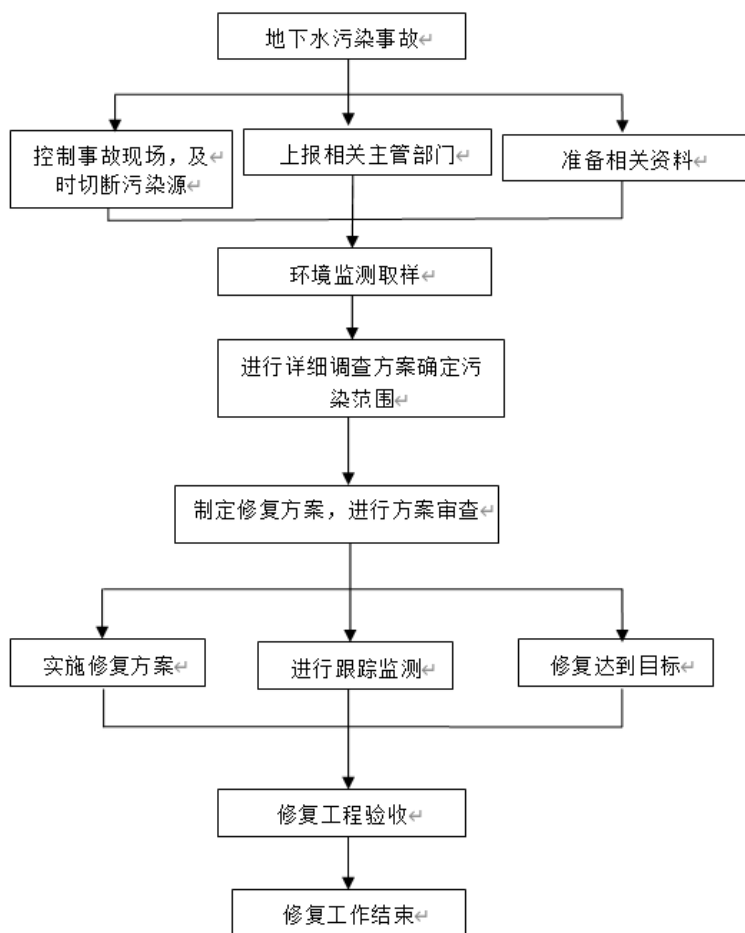 地下水污染事故↵
控制事故现场，及↵
时切断污染源↵
上报相关主管部门↵
准备相关资料↵
环境监测取样↵
进行详细调查方案确定污
染范围↵
制定修复方案，进行方案审查↵
实施修复方案↵
进行跟踪监测↵
修复达到目标↵
修复工程验收↵
修复工作结束↵